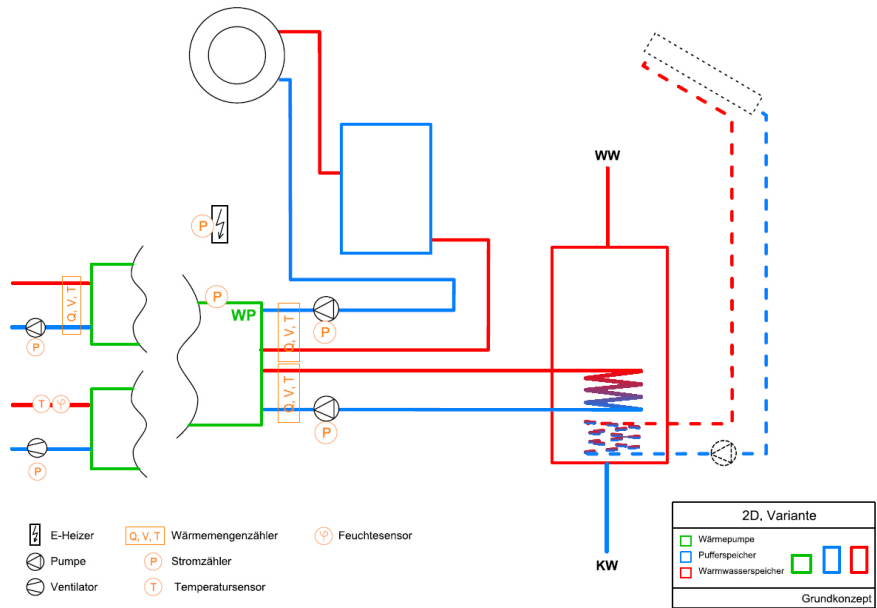 WW
P
P
WP
Q, V, T
P
Q, V, T
P
Q, V, T
T φ
P
P
KW
E-Heizer
Q, V, T Wärmemengenzähler
φ Feuchtesensor
Pumpe
P Stromzähler
Ventilator
T Temperatursensor
2D, Variante
Wärmepumpe
Pufferspeicher
Warmwasserspeicher
Grundkonzept